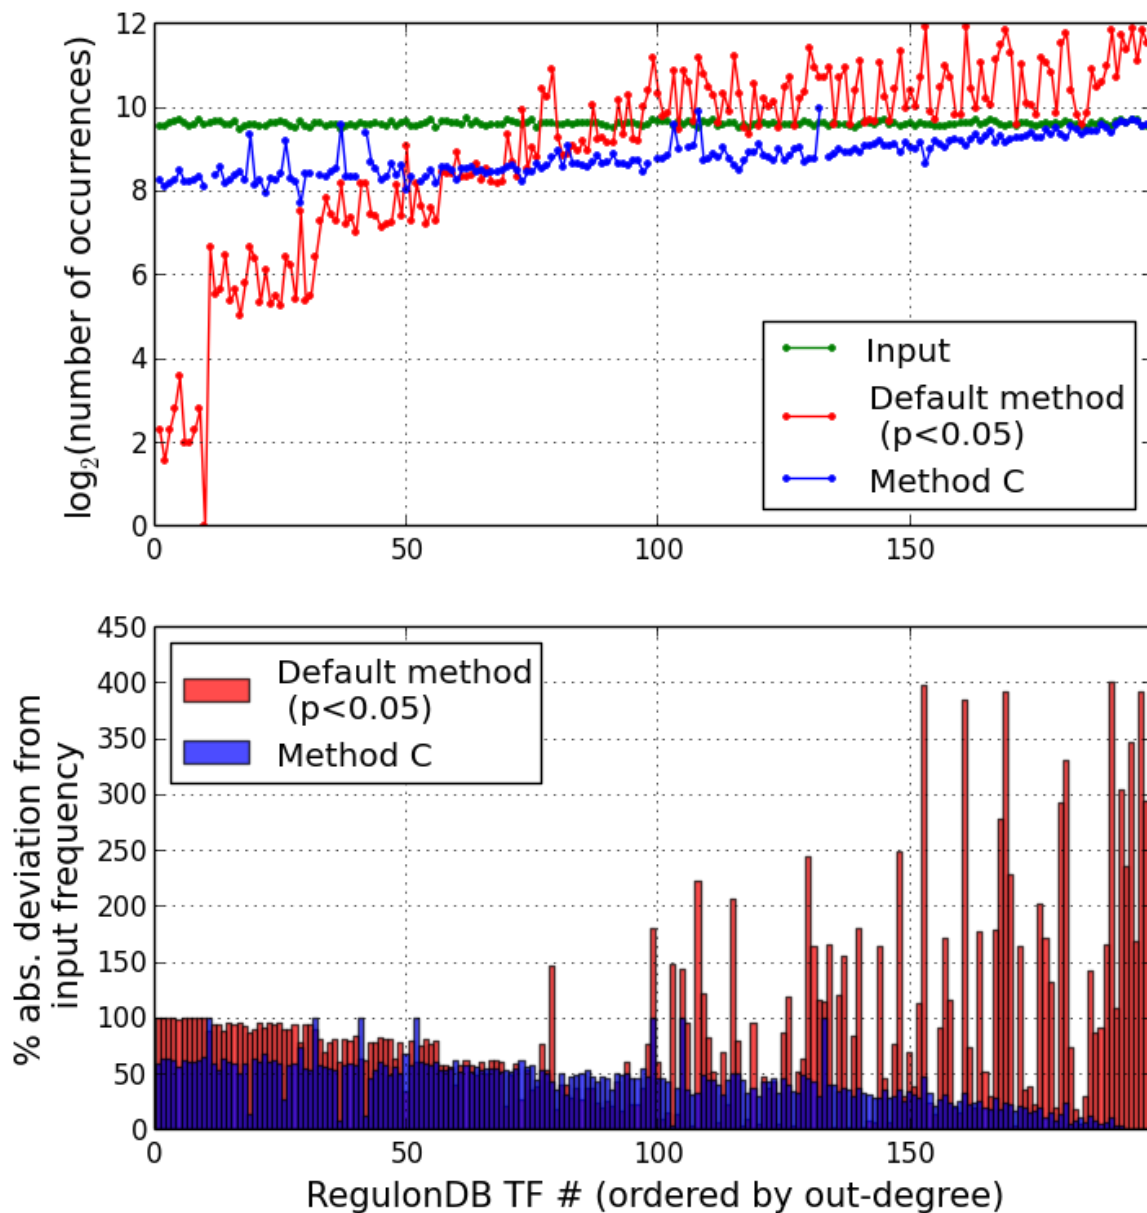 12
10
8
6
4
2
0
log₂(number of occurrences)
Input
Default method
(p<0.05)
Method C
0
50
100
150
450
400
350
300
250
200
150
100
50
0
% abs. deviation from
input frequency
Default method
(p<0.05)
Method C
0
50
100
150
RegulonDB TF # (ordered by out-degree)